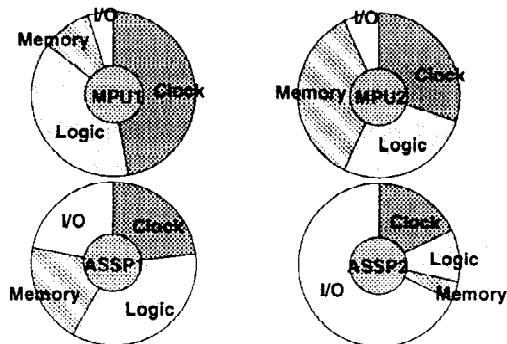 I/O
Memory
MPU1
Clock
Logic
I/O
Clock
Memory
MPU2
Logic
I/O
Clock
ASSP1
Memory
Logic
Clock
ASSP2
Logic
I/O
Memory